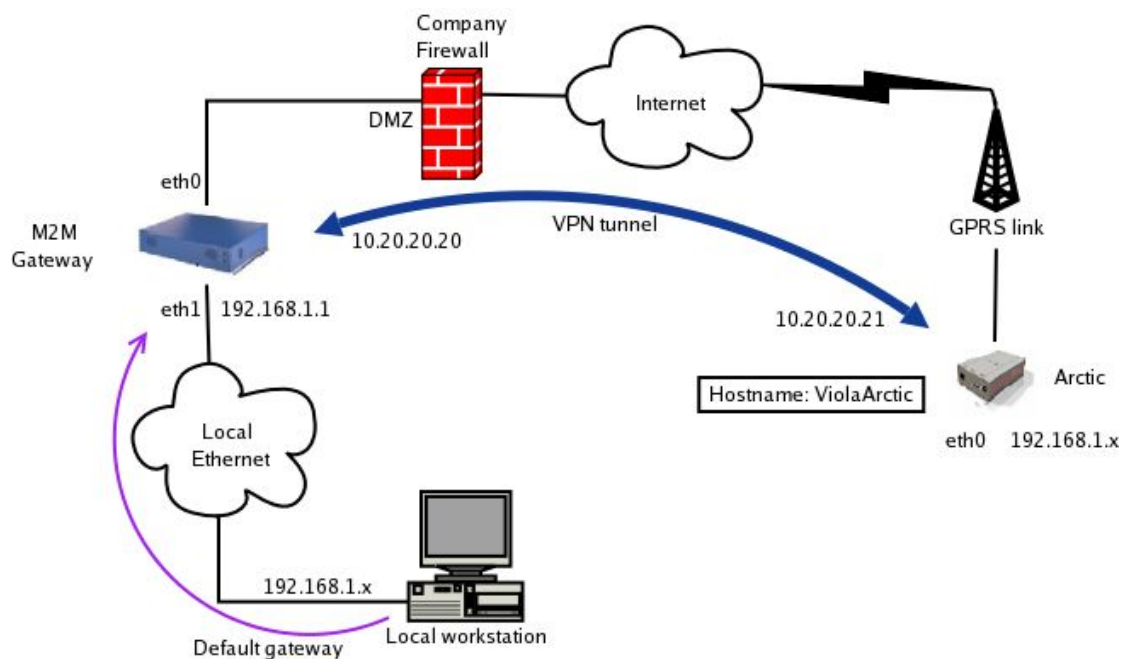 Company
Firewall
DMZ
Internet
eth0
M2M
Gateway
VPN tunnel
10.20.20.20
GPRS link
eth1 192.168.1.1
10.20.20.21
Hostname: ViolaArctic
Arctic
eth0 192.168.1.x
Local
Ethernet
192.168.1.x
Local workstation
Default gateway